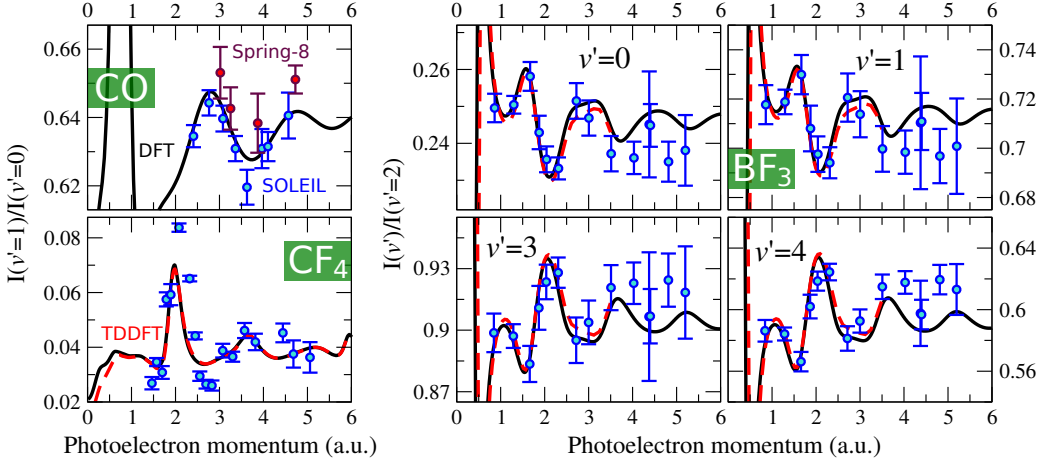 0 1 2 3 4 5 6
0 1 2 3 4 5 6
0 1 2 3 4 5 6
0.66
0.64
0.62
CO
Spring-8
DFT
SOLEIL
I(v'=1)/I(v'=0)
0.08
0.06
0.04
0.02
CF4
TDDFT
0 1 2 3 4 5 6
Photoelectron momentum (a.u.)
I(v')/I(v'=2)
0.26
0.24
v'=0
v'=1
BF3
0.74
0.72
0.7
0.68
0.93
0.9
0.87
v'=3
v'=4
0.64
0.6
0.56
0 1 2 3 4 5 6
0 1 2 3 4 5 6
Photoelectron momentum (a.u.)